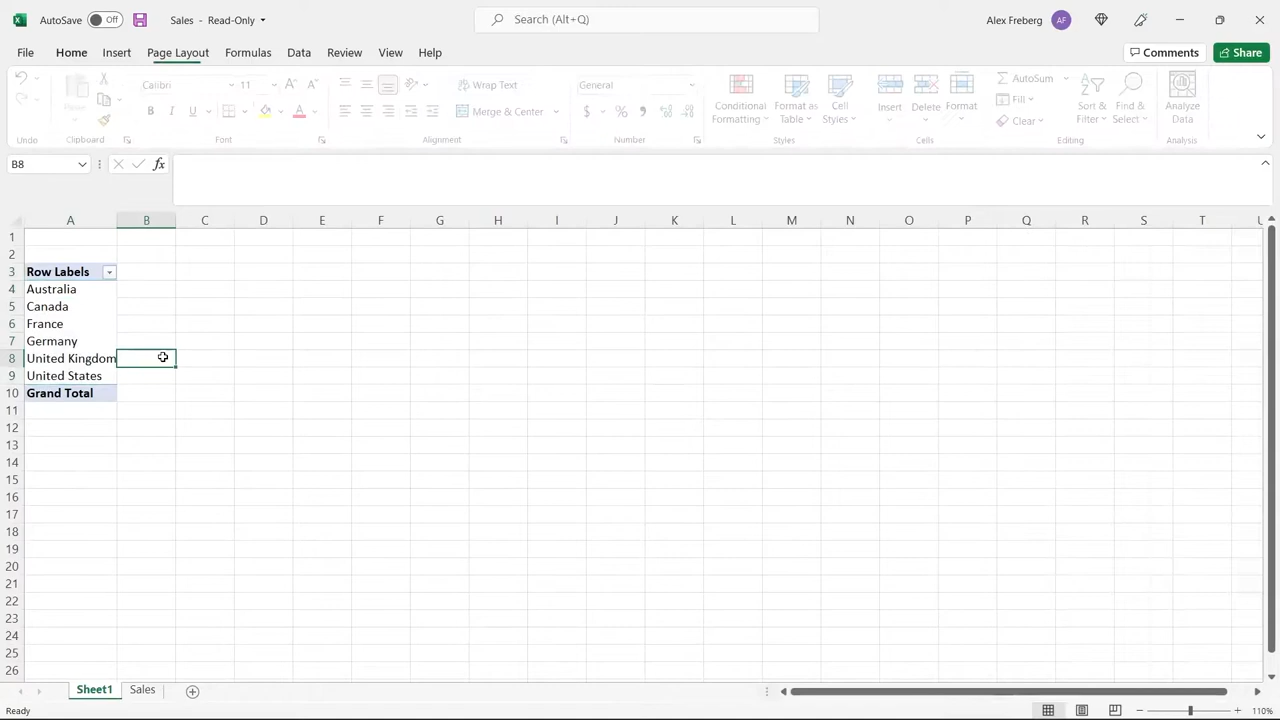 AutoSave Off Sales - Read-Only Search (Alt+Q) Alex Freberg AF
File Home Insert Page Layout Formulas Data Review View Help Comments Share
Calibri 11 Wrap Text General Conditional Formatting Format as Table Cell Styles Insert Delete Format AutoSum Sort & Filter Find & Select Analyze Data
Paste Merge & Center $ % Fill
B I U Clear
Undo Clipboard Font Alignment Number Styles Cells Editing Analysis
B8 fx
A B C D E F G H I J K L M N O P Q R S T U
1
2
3 Row Labels
4 Australia
5 Canada
6 France
7 Germany
8 United Kingdom
9 United States
10 Grand Total
11
12
13
14
15
16
17
18
19
20
21
22
23
24
25
26
Sheet1 Sales
Ready 110%